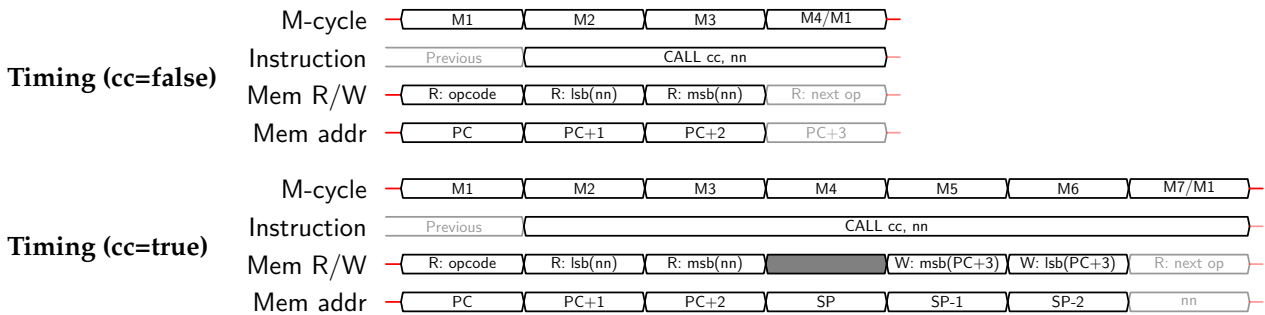 M-cycle M1 M2 M3 M4/M1
Instruction Previous CALL cc, nn
Timing (cc=false)
Mem R/W R: opcode R: lsb(nn) R: msb(nn) R: next op
Mem addr PC PC+1 PC+2 PC+3
M-cycle M1 M2 M3 M4 M5 M6 M7/M1
Instruction Previous CALL cc, nn
Timing (cc=true)
Mem R/W R: opcode R: lsb(nn) R: msb(nn) W: msb(PC+3) W: lsb(PC+3) R: next op
Mem addr PC PC+1 PC+2 SP SP-1 SP-2 nn